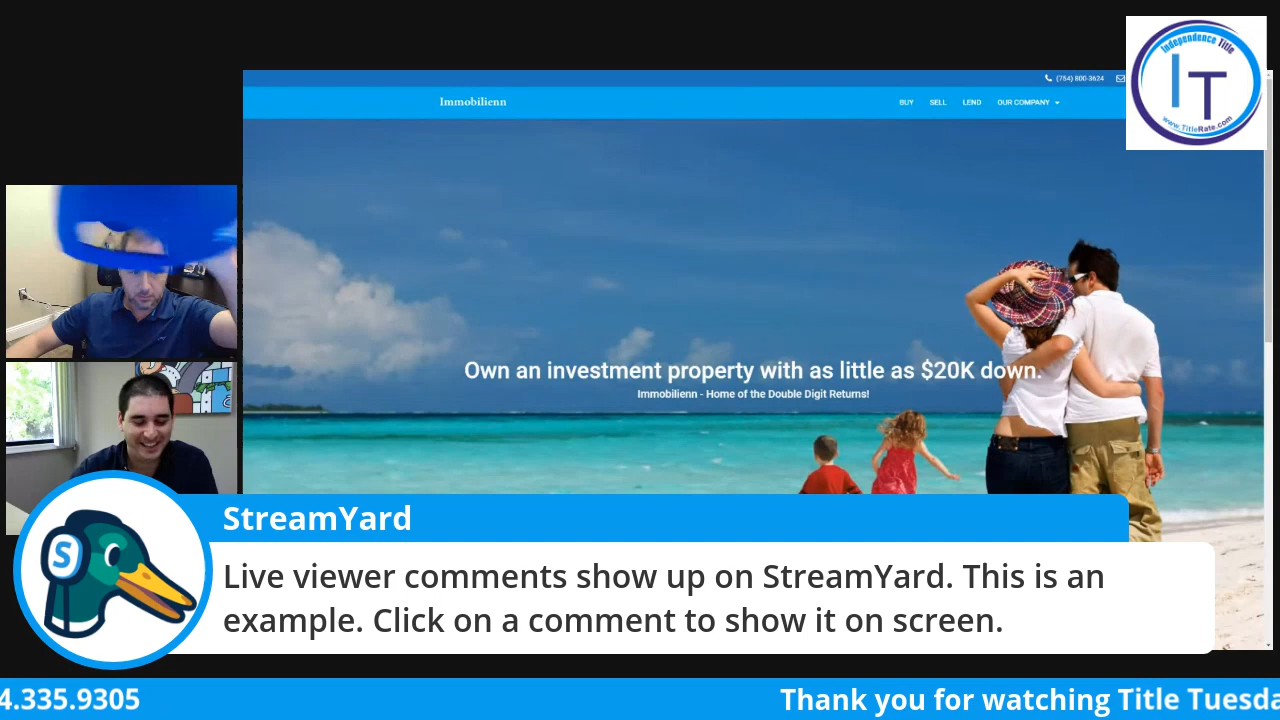 Independence Title
IT
www.TitleRate.com
(754) 800-3624
Immobilienn
BUY SELL LEND OUR COMPANY
Own an investment property with as little as $20K down.
Immobilienn - Home of the Double Digit Returns!
S
StreamYard
Live viewer comments show up on StreamYard. This is an
example. Click on a comment to show it on screen.
4.335.9305 Thank you for watching Title Tuesda